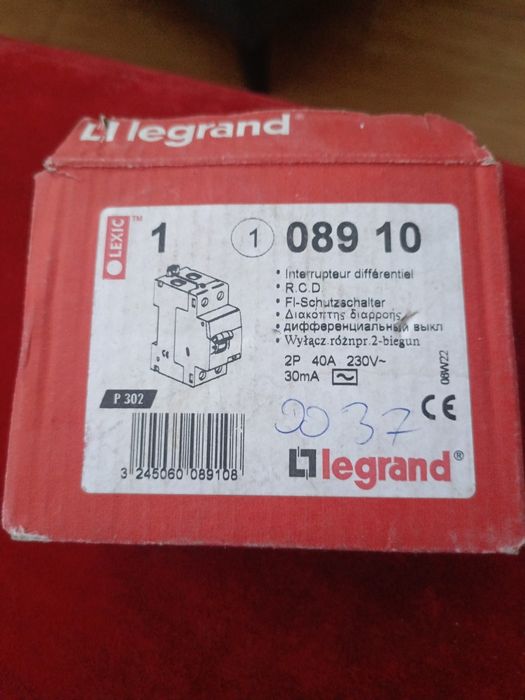 legrand
LEXIC ™ 1 1 089 10
• Interrupteur différentiel
• R.C.D.
• FI-Schutzschalter
• Διακόπτης διαρροής
• дифференциальный выкл
• Wyłącz.różnpr.2-biegun
2P 40A 230V~
30mA
08W22
P 302
CE
3 245060 089108
legrand®